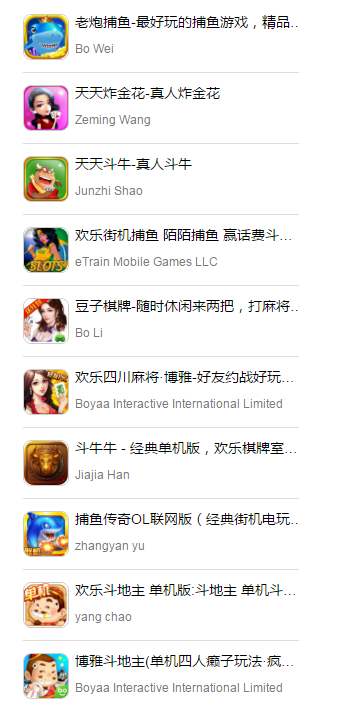 老炮捕鱼-最好玩的捕鱼游戏，精品...
Bo Wei
天天炸金花-真人炸金花
Zeming Wang
天天斗牛-真人斗牛
Junzhi Shao
欢乐街机捕鱼 陌陌捕鱼 赢话费斗...
SLOTS
eTrain Mobile Games LLC
豆子棋牌-随时休闲来两把，打麻将...
Bo Li
欢乐四川麻将·博雅-好友约战好玩...
Boyaa Interactive International Limited
斗牛牛 - 经典单机版，欢乐棋牌室...
Jiajia Han
捕鱼传奇OL联网版（经典街机电玩...
zhangyan yu
单机
欢乐斗地主 单机版:斗地主 单机斗...
yang chao
博雅斗地主(单机四人癞子玩法·疯...
Boyaa Interactive International Limited